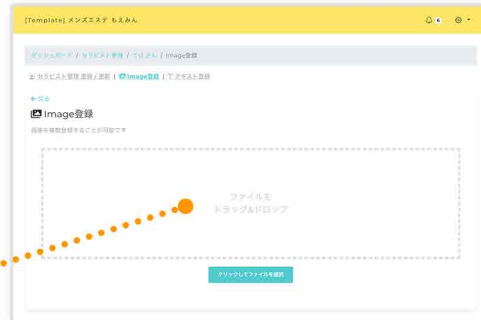 [Template] メンズエステ もえみん
ダッシュボード / セラピスト管理 / での さん / Image登録
セラピスト管理 登録 / 更新 | Image登録 | テキスト登録
戻る
Image登録
画像を複数登録することが可能です
ファイルを
トラッグ&ドロップ
クリックしてファイルを選択